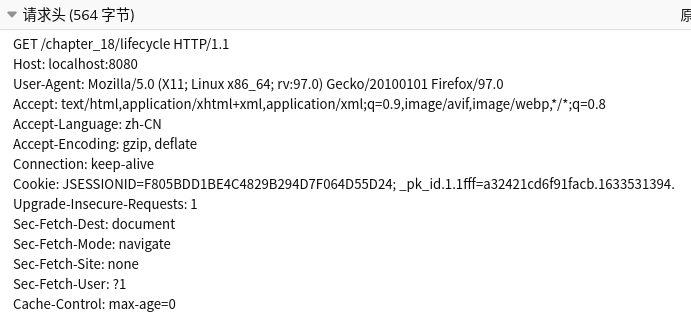 请求头 (564 字节)
GET /chapter_18/lifecycle HTTP/1.1
Host: localhost:8080
User-Agent: Mozilla/5.0 (X11; Linux x86_64; rv:97.0) Gecko/20100101 Firefox/97.0
Accept: text/html,application/xhtml+xml,application/xml;q=0.9,image/avif,image/webp,*/*;q=0.8
Accept-Language: zh-CN
Accept-Encoding: gzip, deflate
Connection: keep-alive
Cookie: JSESSIONID=F805BDD1BE4C4829B294D7F064D55D24; _pk_id.1.1fff=a32421cd6f91facb.1633531394.
Upgrade-Insecure-Requests: 1
Sec-Fetch-Dest: document
Sec-Fetch-Mode: navigate
Sec-Fetch-Site: none
Sec-Fetch-User: ?1
Cache-Control: max-age=0